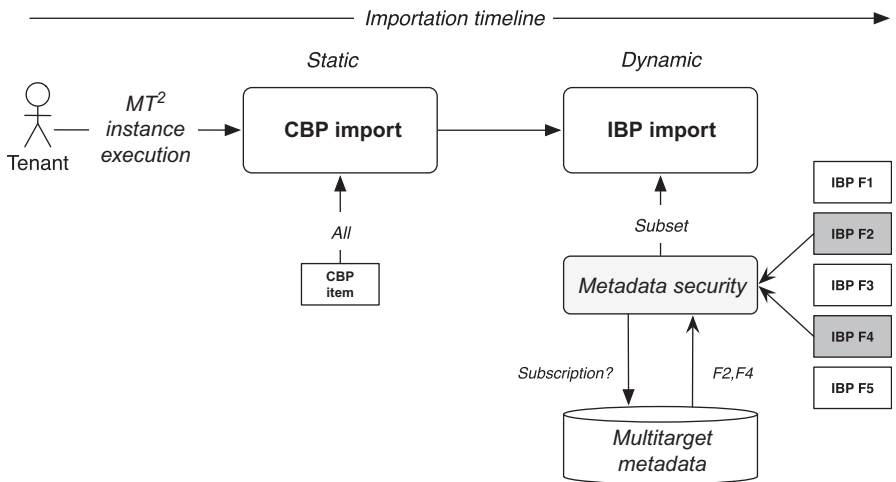 Importation timeline
Static
Dynamic
Tenant
MT²
instance
execution
CBP import
IBP import
All
CBP
item
Subset
Metadata security
IBP F1
IBP F2
IBP F3
IBP F4
IBP F5
Subscription?
F2,F4
Multitarget
metadata